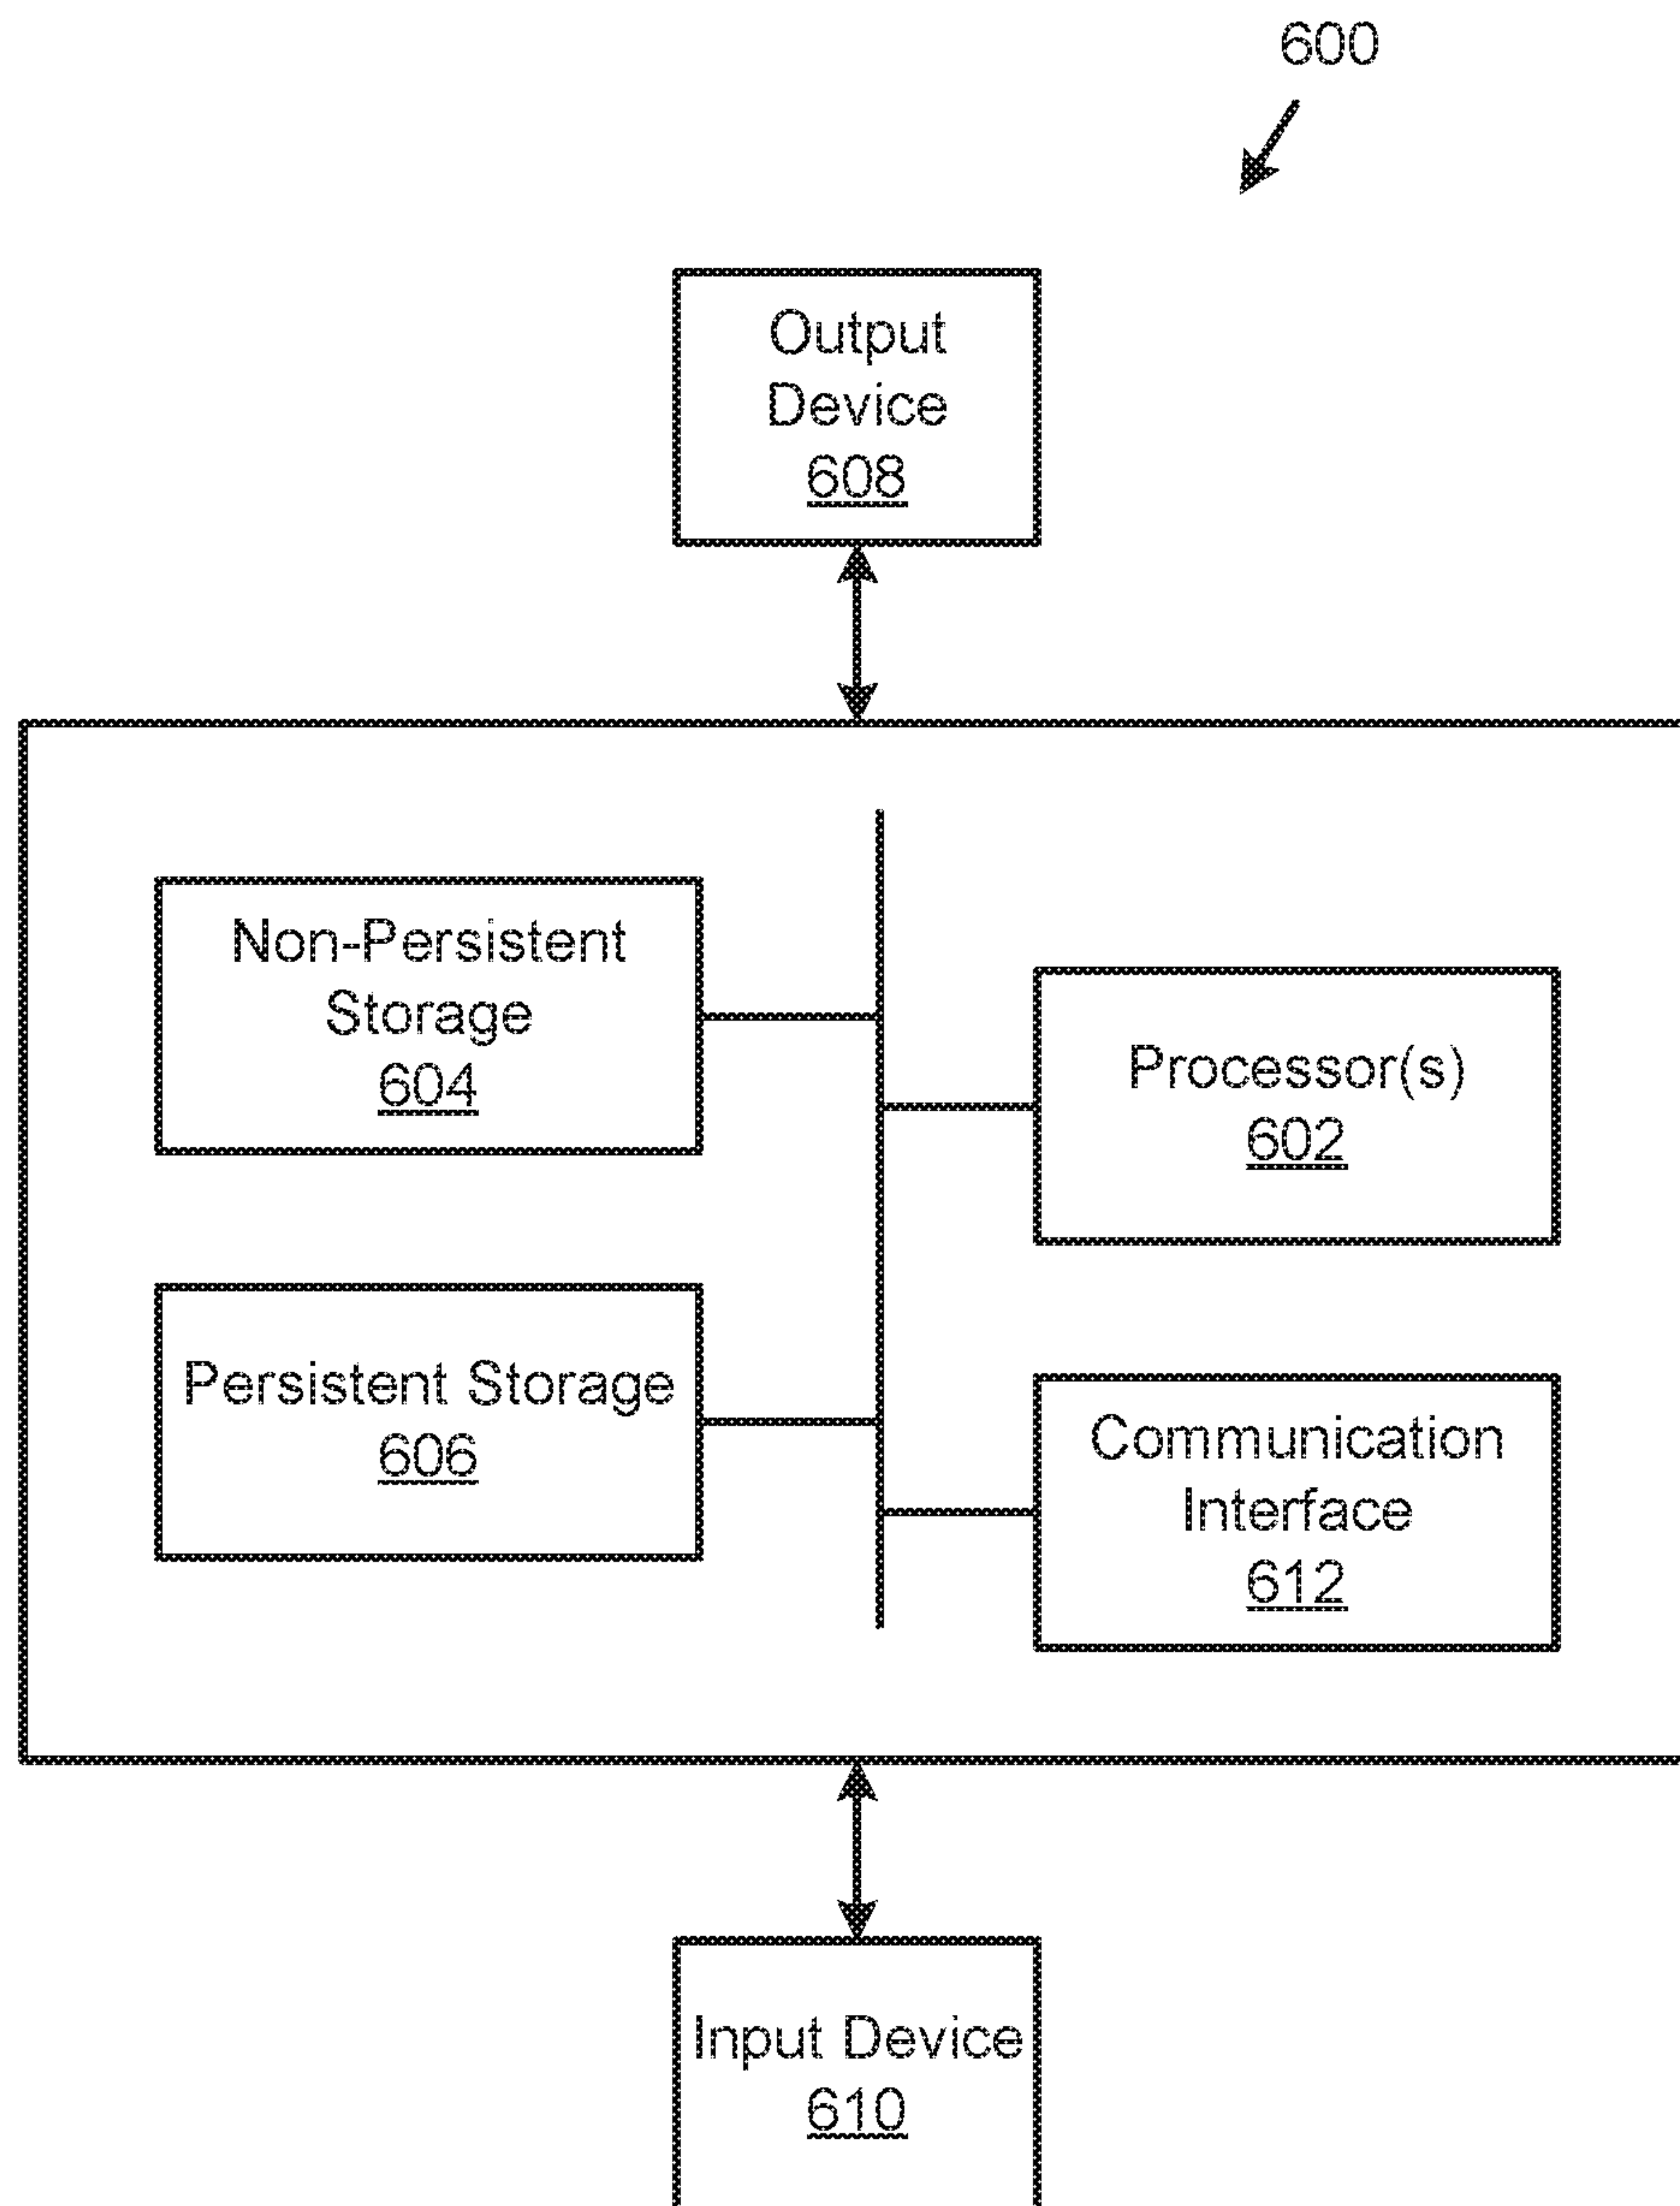 600
Output
Device
608
Non-Persistent
Storage
604
Processor(s)
602
Persistent Storage
606
Communication
Interface
612
Input Device
610